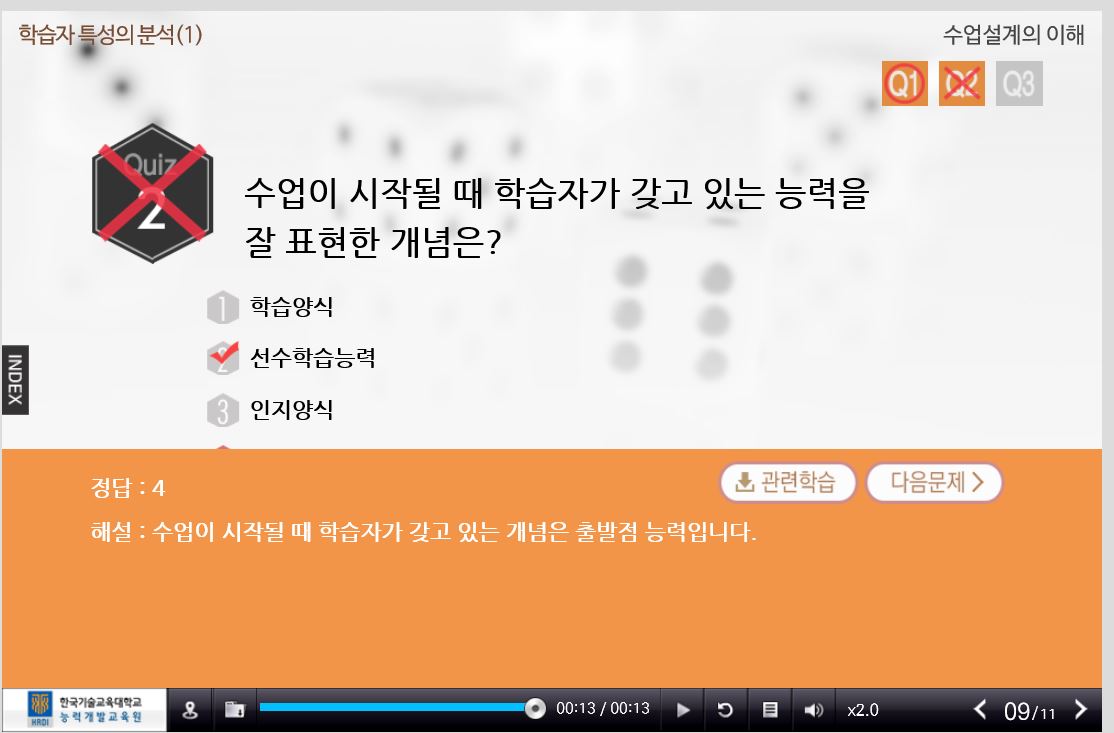 학습자 특성의 분석(1)
수업설계의 이해
Q1 Q2 Q3
Quiz
2
수업이 시작될 때 학습자가 갖고 있는 능력을
잘 표현한 개념은?
1 학습양식
2 선수학습능력
3 인지양식
INDEX
정답 : 4
관련학습
다음문제
해설 : 수업이 시작될 때 학습자가 갖고 있는 개념은 출발점 능력입니다.
HRDI
한국기술교육대학교
능력개발교육원
00:13 / 00:13
x2.0
09/11